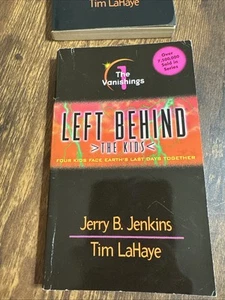 Tim LaHaye
1
The
Vanishings
Over
7,500,000
Sold in
Series
LEFT BEHIND
>THE KIDS<
FOUR KIDS FACE EARTH'S LAST DAYS TOGETHER
Jerry B. Jenkins
Tim LaHaye